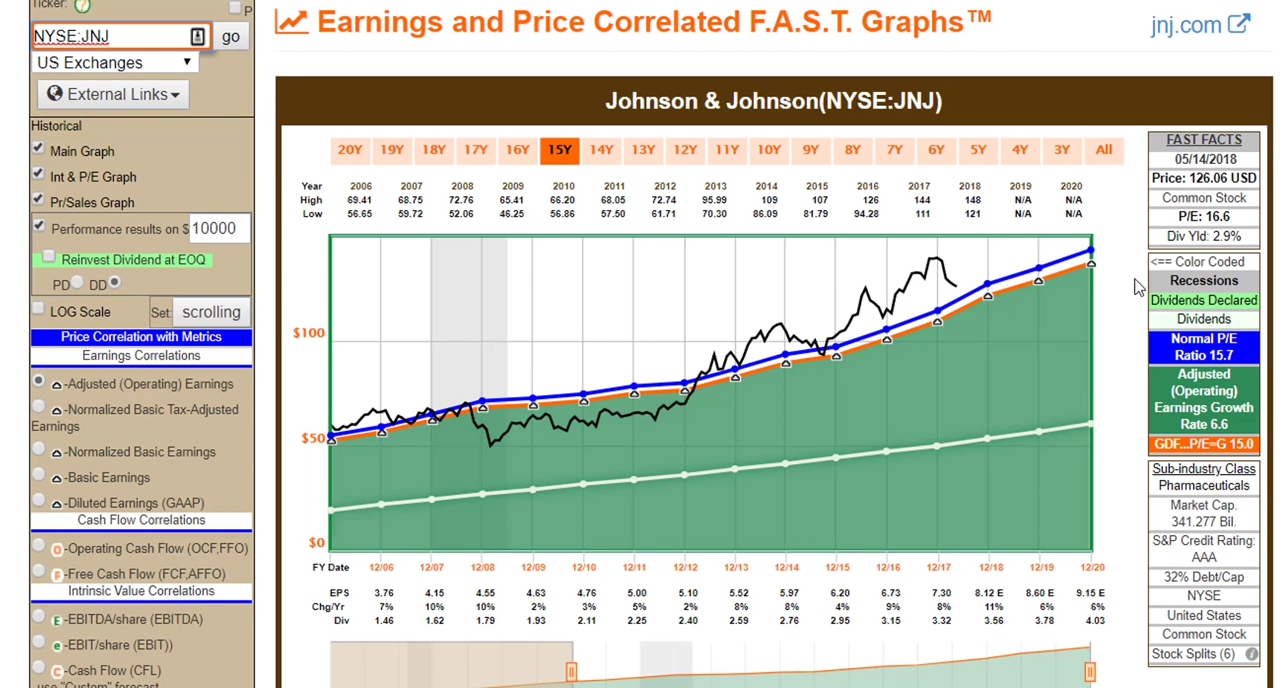 Ticker:
P
NYSE:JNJ
go
US Exchanges
External Links
Historical
Main Graph
Int & P/E Graph
Pr/Sales Graph
Performance results on $ 10000
Reinvest Dividend at EOQ
PD DD
LOG Scale Set: scrolling
Price Correlation with Metrics
Earnings Correlations
-Adjusted (Operating) Earnings
-Normalized Basic Tax-Adjusted
Earnings
-Normalized Basic Earnings
-Basic Earnings
-Diluted Earnings (GAAP)
Cash Flow Correlations
O -Operating Cash Flow (OCF,FFO)
F -Free Cash Flow (FCF,AFFO)
Intrinsic Value Correlations
E -EBITDA/share (EBITDA)
e -EBIT/share (EBIT))
C -Cash Flow (CFL)
use "Custom" forecast
Earnings and Price Correlated F.A.S.T. Graphs™
jnj.com
Johnson & Johnson(NYSE:JNJ)
20Y 19Y 18Y 17Y 16Y 15Y 14Y 13Y 12Y 11Y 10Y 9Y 8Y 7Y 6Y 5Y 4Y 3Y All
Year 2006 2007 2008 2009 2010 2011 2012 2013 2014 2015 2016 2017 2018 2019 2020
High 69.41 68.75 72.76 65.41 66.20 68.05 72.74 95.99 109 107 126 144 148 N/A N/A
Low 56.65 59.72 52.06 46.25 56.86 57.50 61.71 70.30 86.09 81.79 94.28 111 121 N/A N/A
$100
$50
$0
FY Date 12/06 12/07 12/08 12/09 12/10 12/11 12/12 12/13 12/14 12/15 12/16 12/17 12/18 12/19 12/20
EPS 3.76 4.15 4.55 4.63 4.76 5.00 5.10 5.52 5.97 6.20 6.73 7.30 8.12 E 8.60 E 9.15 E
Chg/Yr 7% 10% 10% 2% 3% 5% 2% 8% 8% 4% 9% 8% 11% 6% 6%
Div 1.46 1.62 1.79 1.93 2.11 2.25 2.40 2.59 2.76 2.95 3.15 3.32 3.56 3.78 4.03
FAST FACTS
05/14/2018
Price: 126.06 USD
Common Stock
P/E: 16.6
Div Yld: 2.9%
<== Color Coded
Recessions
Dividends Declared
Dividends
Normal P/E
Ratio 15.7
Adjusted
(Operating)
Earnings Growth
Rate 6.6
GDF...P/E=G 15.0
Sub-industry Class
Pharmaceuticals
Market Cap.
341.277 Bil.
S&P Credit Rating:
AAA
32% Debt/Cap
NYSE
United States
Common Stock
Stock Splits (6)